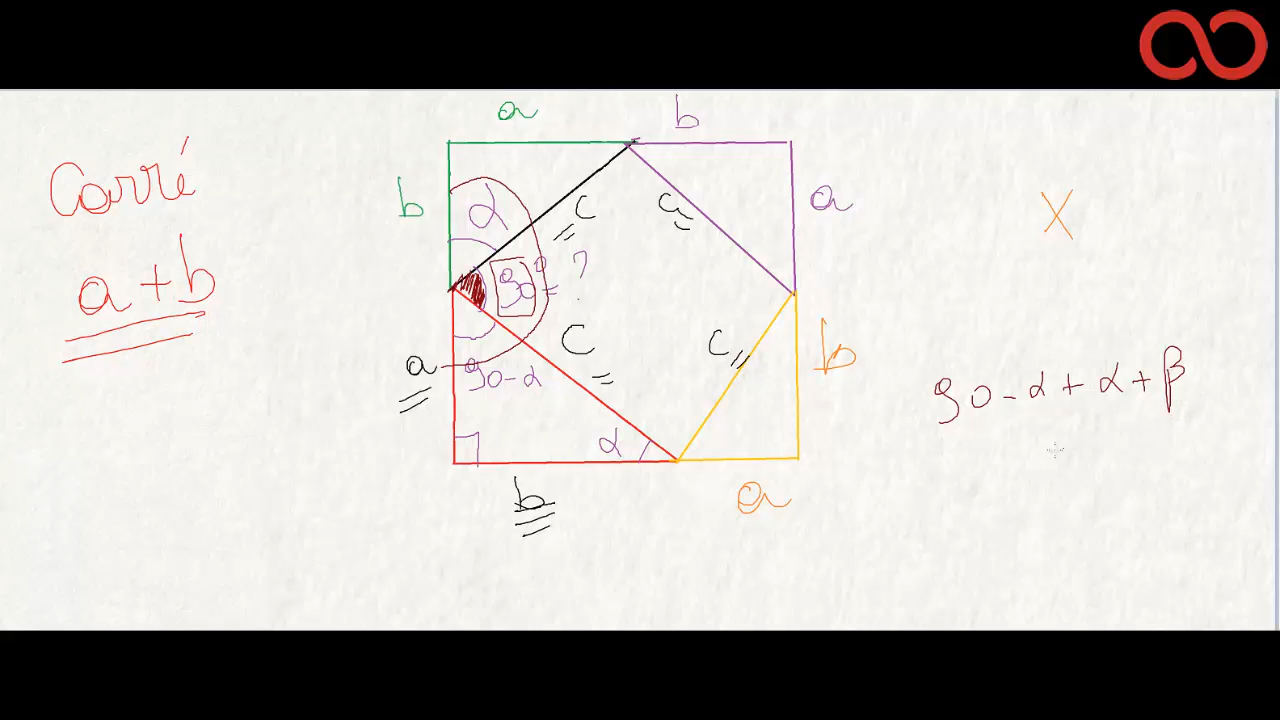 a b
Carré
b α c c a
X
a + b
90° = ?
c c b
a 90 - α
90 - α + α + β
α
b a